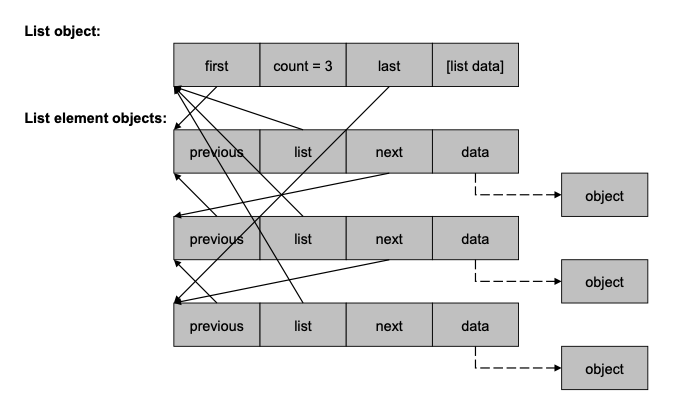 List object:
first count = 3 last [list data]
List element objects:
previous list next data
object
previous list next data
object
previous list next data
object